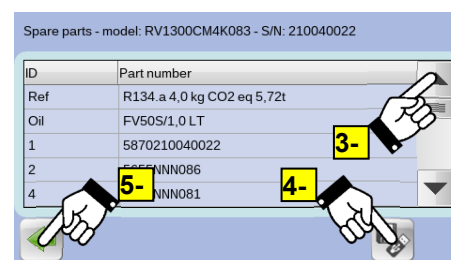 Spare parts - model: RV1300CM4K083 - S/N: 210040022
ID Part number
Ref R134.a 4,0 kg CO2 eq 5,72t
Oil FV50S/1,0 LT
1 5870210040022
3-
2 NNN086
5- 4-
4 NNN081